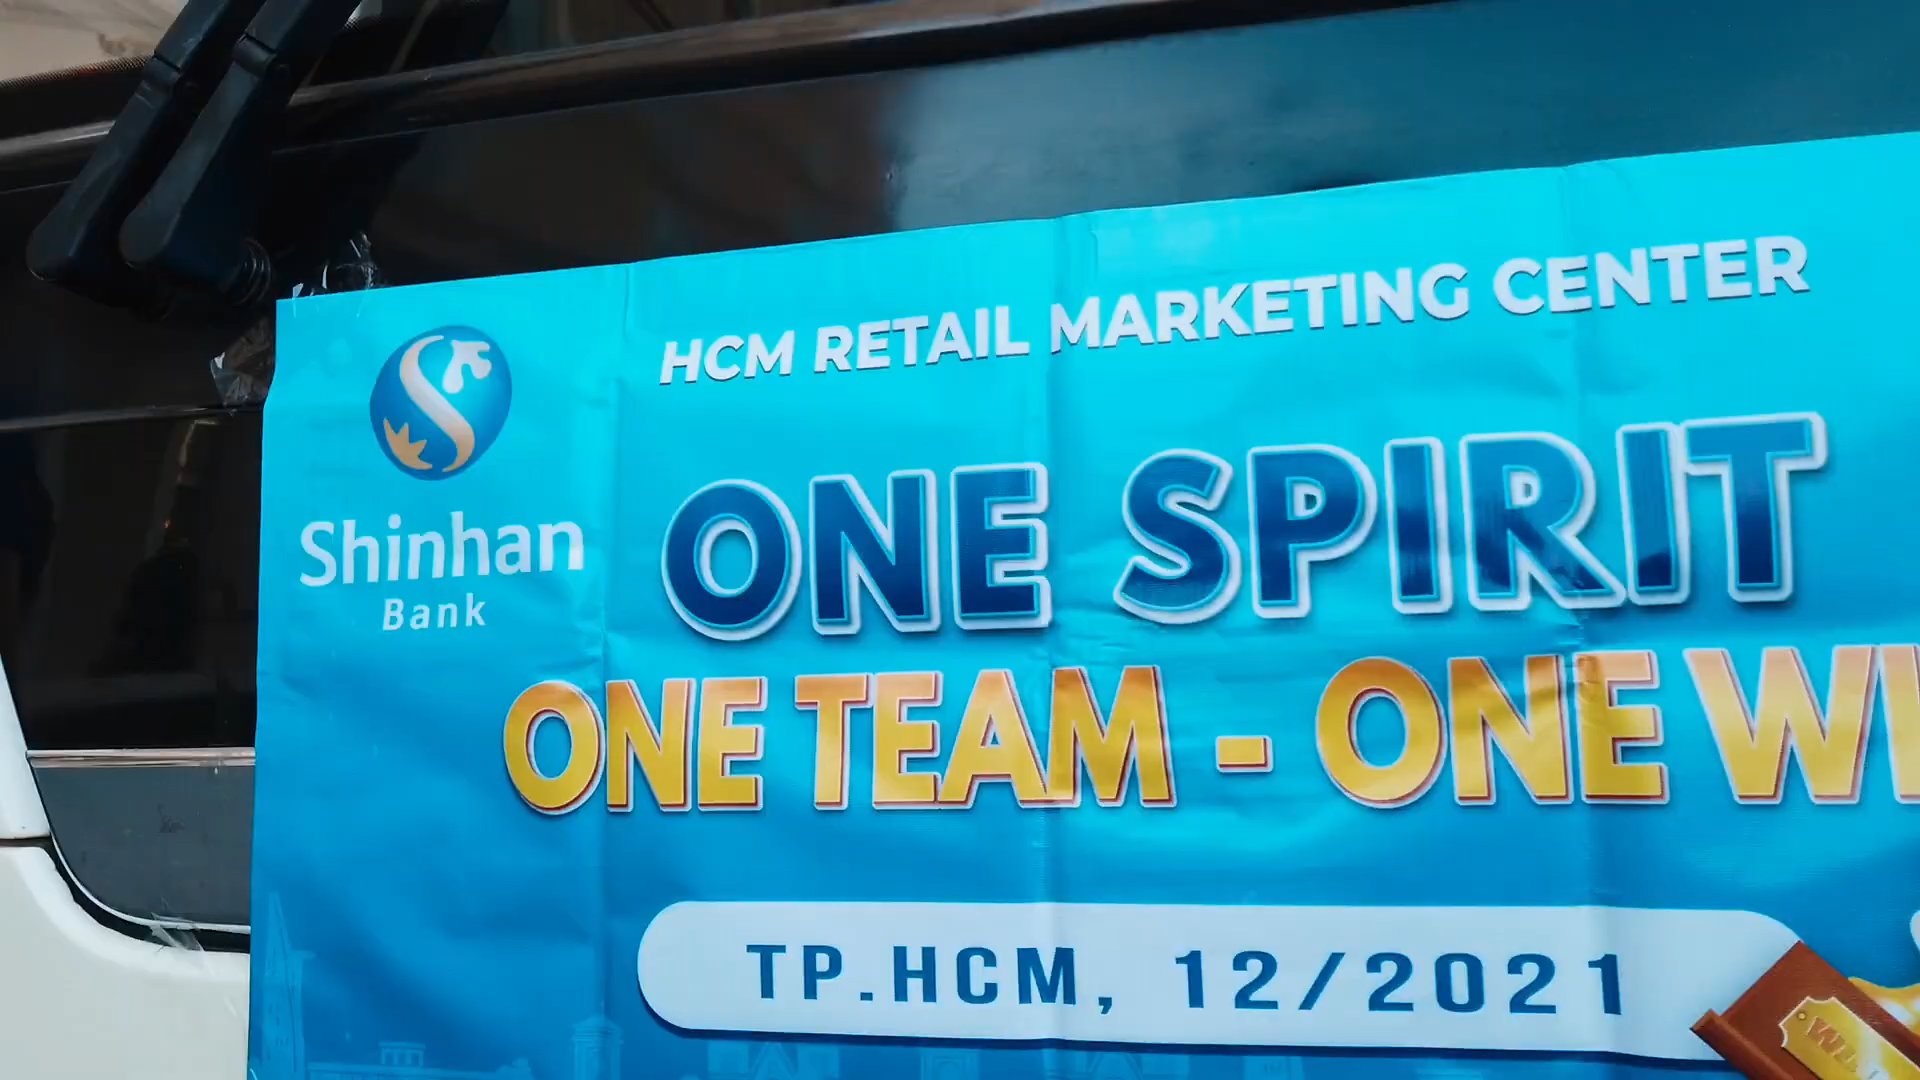 HCM RETAIL MARKETING CENTER
Shinhan
Bank
ONE SPIRIT
ONE TEAM - ONE
TP.HCM, 12/2021